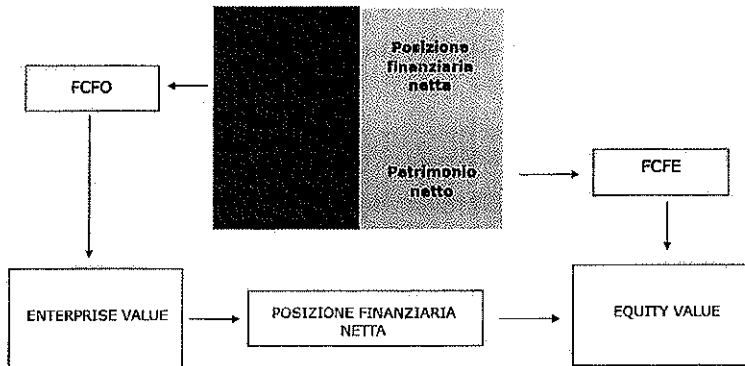 Posizione
finanziaria
netta
FCFO
Patrimonio
netto
FCFE
ENTERPRISE VALUE
POSIZIONE FINANZIARIA
NETTA
EQUITY VALUE